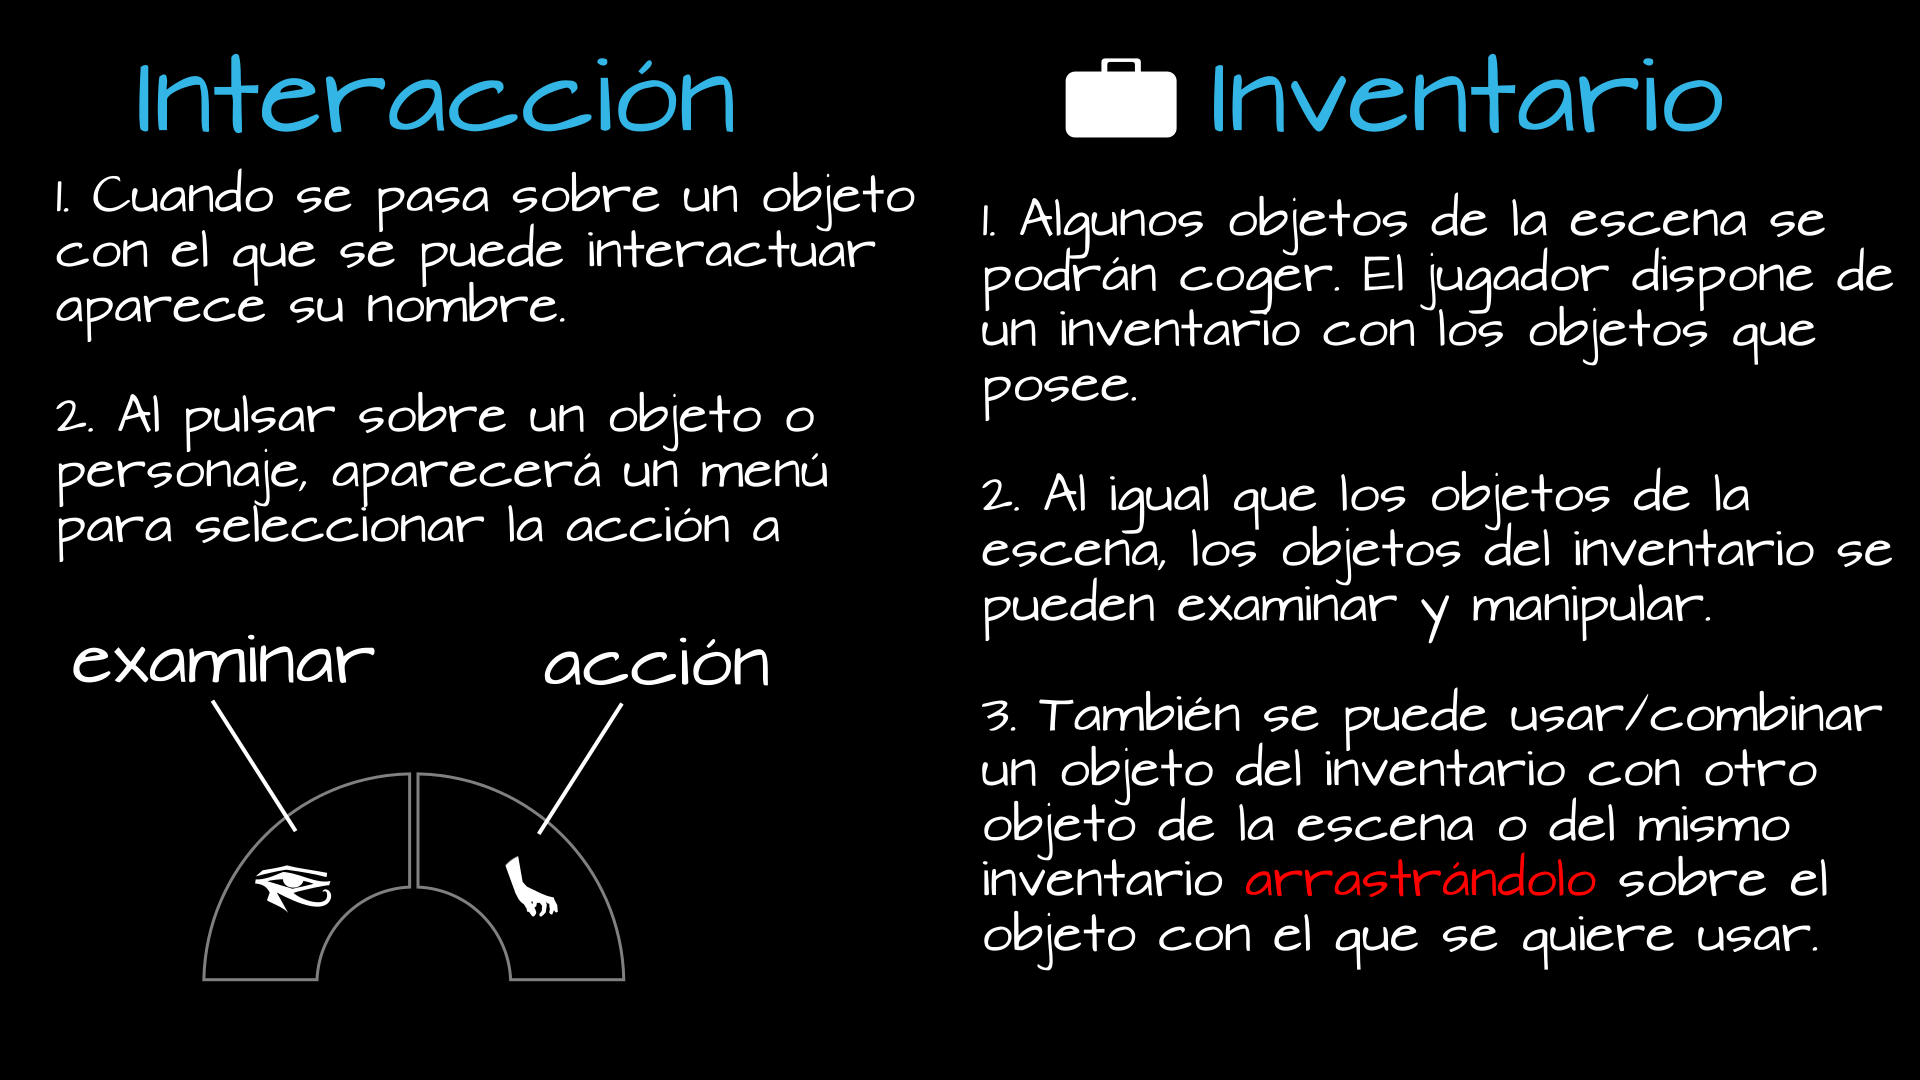 Interacción
1. Cuando se pasa sobre un objeto
con el que se puede interactuar
aparece su nombre.
2. Al pulsar sobre un objeto o
personaje, aparecerá un menú
para seleccionar la acción a
examinar
acción
Inventario
1. Algunos objetos de la escena se
podrán coger. El jugador dispone de
un inventario con los objetos que
posee.
2. Al igual que los objetos de la
escena, los objetos del inventario se
pueden examinar y manipular.
3. También se puede usar/combinar
un objeto del inventario con otro
objeto de la escena o del mismo
inventario arrastrándolo sobre el
objeto con el que se quiere usar.